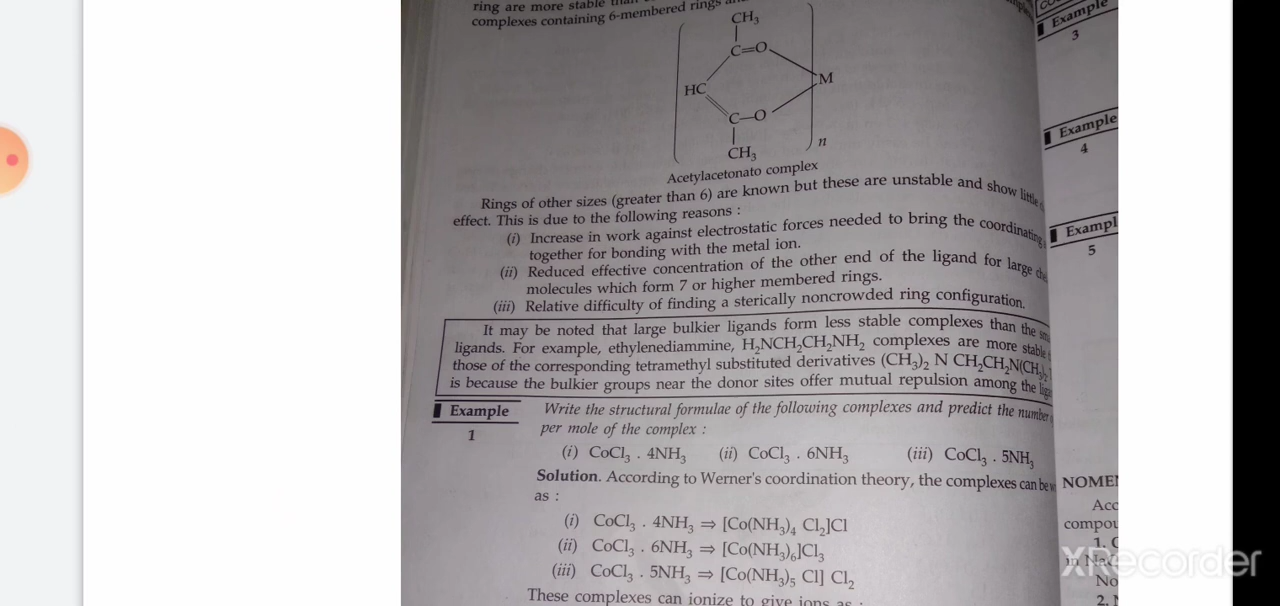 ring are more stable than
complexes containing 6-membered rings
CH₃
C=O
HC
M
C—O
CH₃
n
Acetylacetonato complex
Rings of other sizes (greater than 6) are known but these are unstable and show little
effect. This is due to the following reasons :
(i) Increase in work against electrostatic forces needed to bring the coordinating
together for bonding with the metal ion.
(ii) Reduced effective concentration of the other end of the ligand for large
molecules which form 7 or higher membered rings.
(iii) Relative difficulty of finding a sterically noncrowded ring configuration.
It may be noted that large bulkier ligands form less stable complexes than the
ligands. For example, ethylenediammine, H₂NCH₂CH₂NH₂ complexes are more stable
those of the corresponding tetramethyl substituted derivatives (CH₃)₂ N CH₂CH₂N(CH₃)₂
is because the bulkier groups near the donor sites offer mutual repulsion among the
Example
1
Write the structural formulae of the following complexes and predict the number
per mole of the complex :
(i) CoCl₃ . 4NH₃ (ii) CoCl₃ . 6NH₃ (iii) CoCl₃ . 5NH₃
Solution. According to Werner's coordination theory, the complexes can be
as :
(i) CoCl₃ . 4NH₃ ⇒ [Co(NH₃)₄ Cl₂]Cl
(ii) CoCl₃ . 6NH₃ ⇒ [Co(NH₃)₆]Cl₃
(iii) CoCl₃ . 5NH₃ ⇒ [Co(NH₃)₅ Cl] Cl₂
These complexes can ionize to give ions as :
Example
3
Example
4
Exampl
5
NOME
Acc
compou
1.
in Na
No
2.
XRecorder